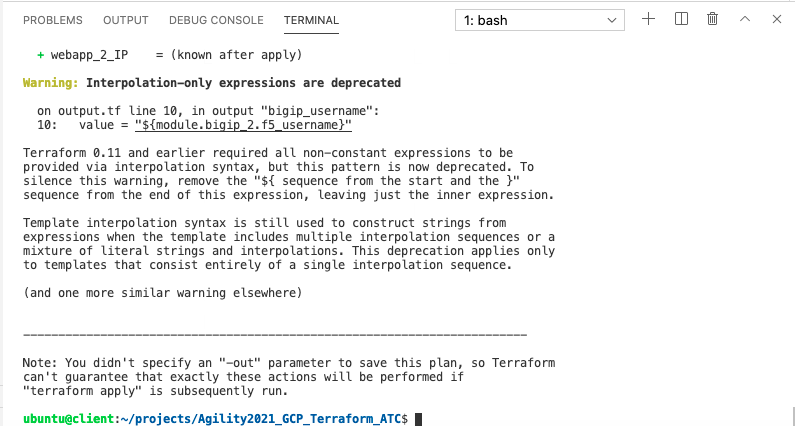 PROBLEMS OUTPUT DEBUG CONSOLE TERMINAL 1: bash
+ webapp_2_IP = (known after apply)
Warning: Interpolation-only expressions are deprecated
on output.tf line 10, in output "bigip_username":
10: value = "${module.bigip_2.f5_username}"
Terraform 0.11 and earlier required all non-constant expressions to be
provided via interpolation syntax, but this pattern is now deprecated. To
silence this warning, remove the "${ sequence from the start and the }"
sequence from the end of this expression, leaving just the inner expression.
Template interpolation syntax is still used to construct strings from
expressions when the template includes multiple interpolation sequences or a
mixture of literal strings and interpolations. This deprecation applies only
to templates that consist entirely of a single interpolation sequence.
(and one more similar warning elsewhere)
------------------------------------------------------------------------
Note: You didn't specify an "-out" parameter to save this plan, so Terraform
can't guarantee that exactly these actions will be performed if
"terraform apply" is subsequently run.
ubuntu@client:~/projects/Agility2021_GCP_Terraform_ATC$